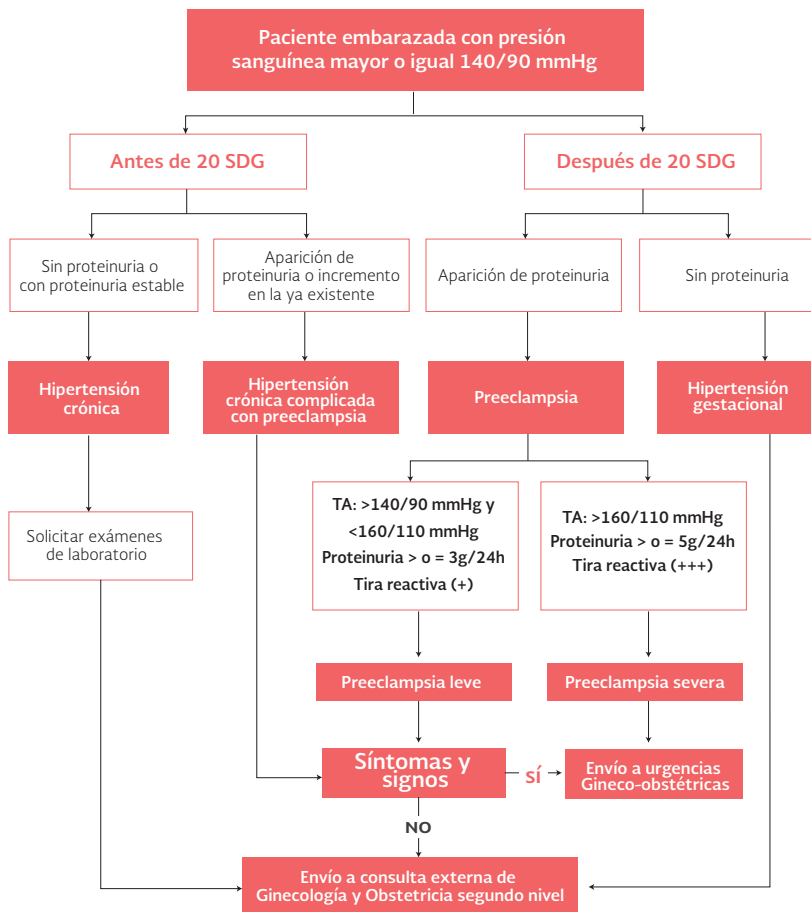 Paciente embarazada con presión
sanguínea mayor o igual 140/90 mmHg
Antes de 20 SDG
Después de 20 SDG
Sin proteinuria o
con proteinuria estable
Aparición de
proteinuria o incremento
en la ya existente
Aparición de proteinuria
Sin proteinuria
Hipertensión
crónica
Hipertensión
crónica complicada
con preeclampsia
Preeclampsia
Hipertensión
gestacional
Solicitar exámenes
de laboratorio
TA: >140/90 mmHg y
<160/110 mmHg
Proteinuria > o = 3g/24h
Tira reactiva (+)
TA: >160/110 mmHg
Proteinuria > o = 5g/24h
Tira reactiva (+++)
Preeclampsia leve
Preeclampsia severa
Síntomas y
signos
SÍ
Envío a urgencias
Gineco-obstétricas
NO
Envío a consulta externa de
Ginecología y Obstetricia segundo nivel